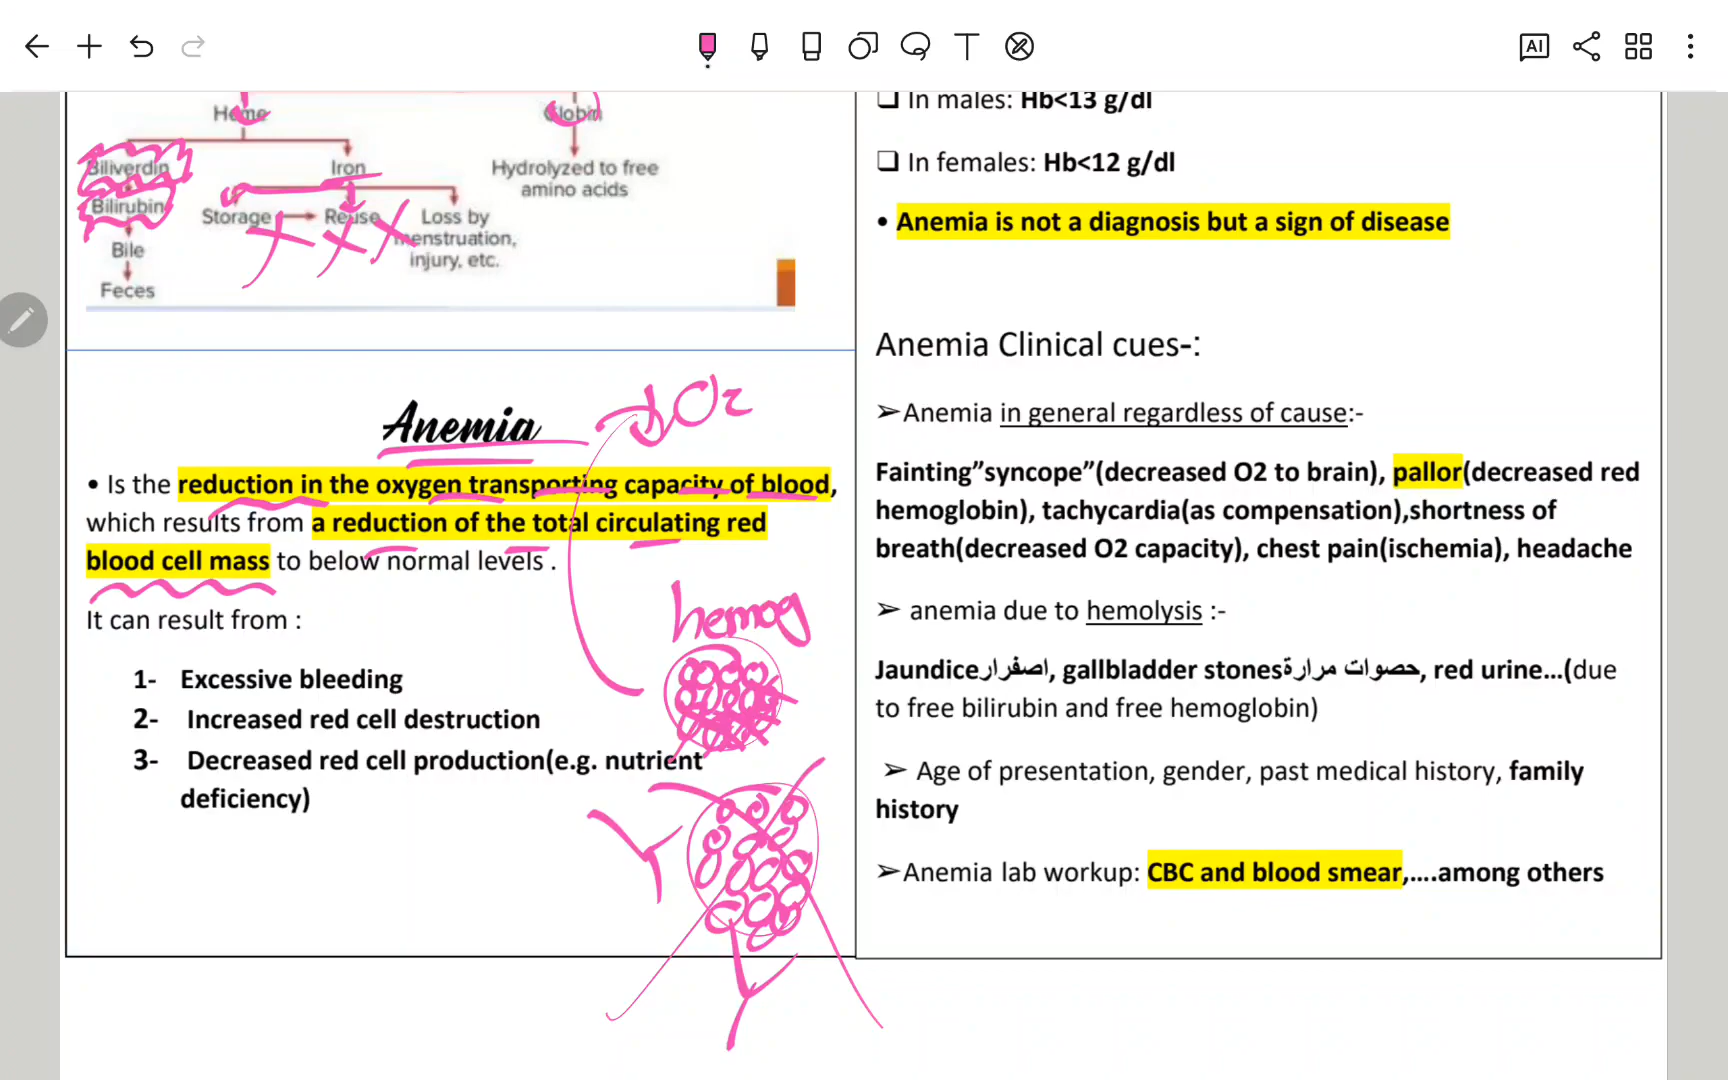 AI
Heme
Globin
Biliverdin
Iron
Hydrolyzed to free
amino acids
Bilirubin
Storage
Reuse
Loss by
menstruation,
injury, etc.
Bile
Feces
Anemia
↓O2
• Is the reduction in the oxygen transporting capacity of blood,
which results from a reduction of the total circulating red
blood cell mass to below normal levels .
hemog
It can result from :
1- Excessive bleeding
2- Increased red cell destruction
3- Decreased red cell production(e.g. nutrient
deficiency)
❑ In males: Hb<13 g/dl
❑ In females: Hb<12 g/dl
• Anemia is not a diagnosis but a sign of disease
Anemia Clinical cues-:
➢Anemia in general regardless of cause:-
Fainting”syncope”(decreased O2 to brain), pallor(decreased red
hemoglobin), tachycardia(as compensation),shortness of
breath(decreased O2 capacity), chest pain(ischemia), headache
➢ anemia due to hemolysis :-
Jaundiceاصفرار, gallbladder stonesحصوات مرارة, red urine...(due
to free bilirubin and free hemoglobin)
➢ Age of presentation, gender, past medical history, family
history
➢Anemia lab workup: CBC and blood smear,....among others